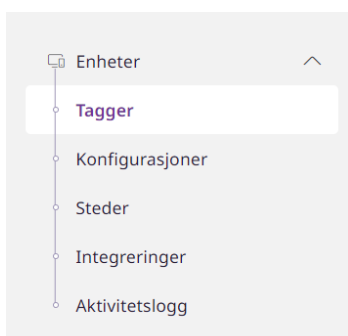 Enheter
Tagger
Konfigurasjoner
Steder
Integreringer
Aktivitetslogg